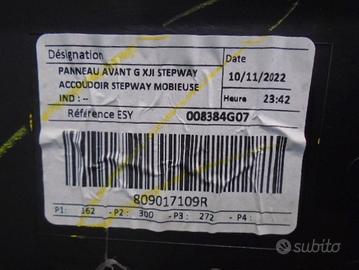 Désignation
PANNEAU AVANT G XJI STEPWAY
ACCOUDOIR STEPWAY MOBIEUSE
IND : --
Date
10/11/2022
Heure 23:42
Référence ESY 008384G07
809017109R
P1: 162 - P2 : 300 - P3 : 272 - P4 :
subito